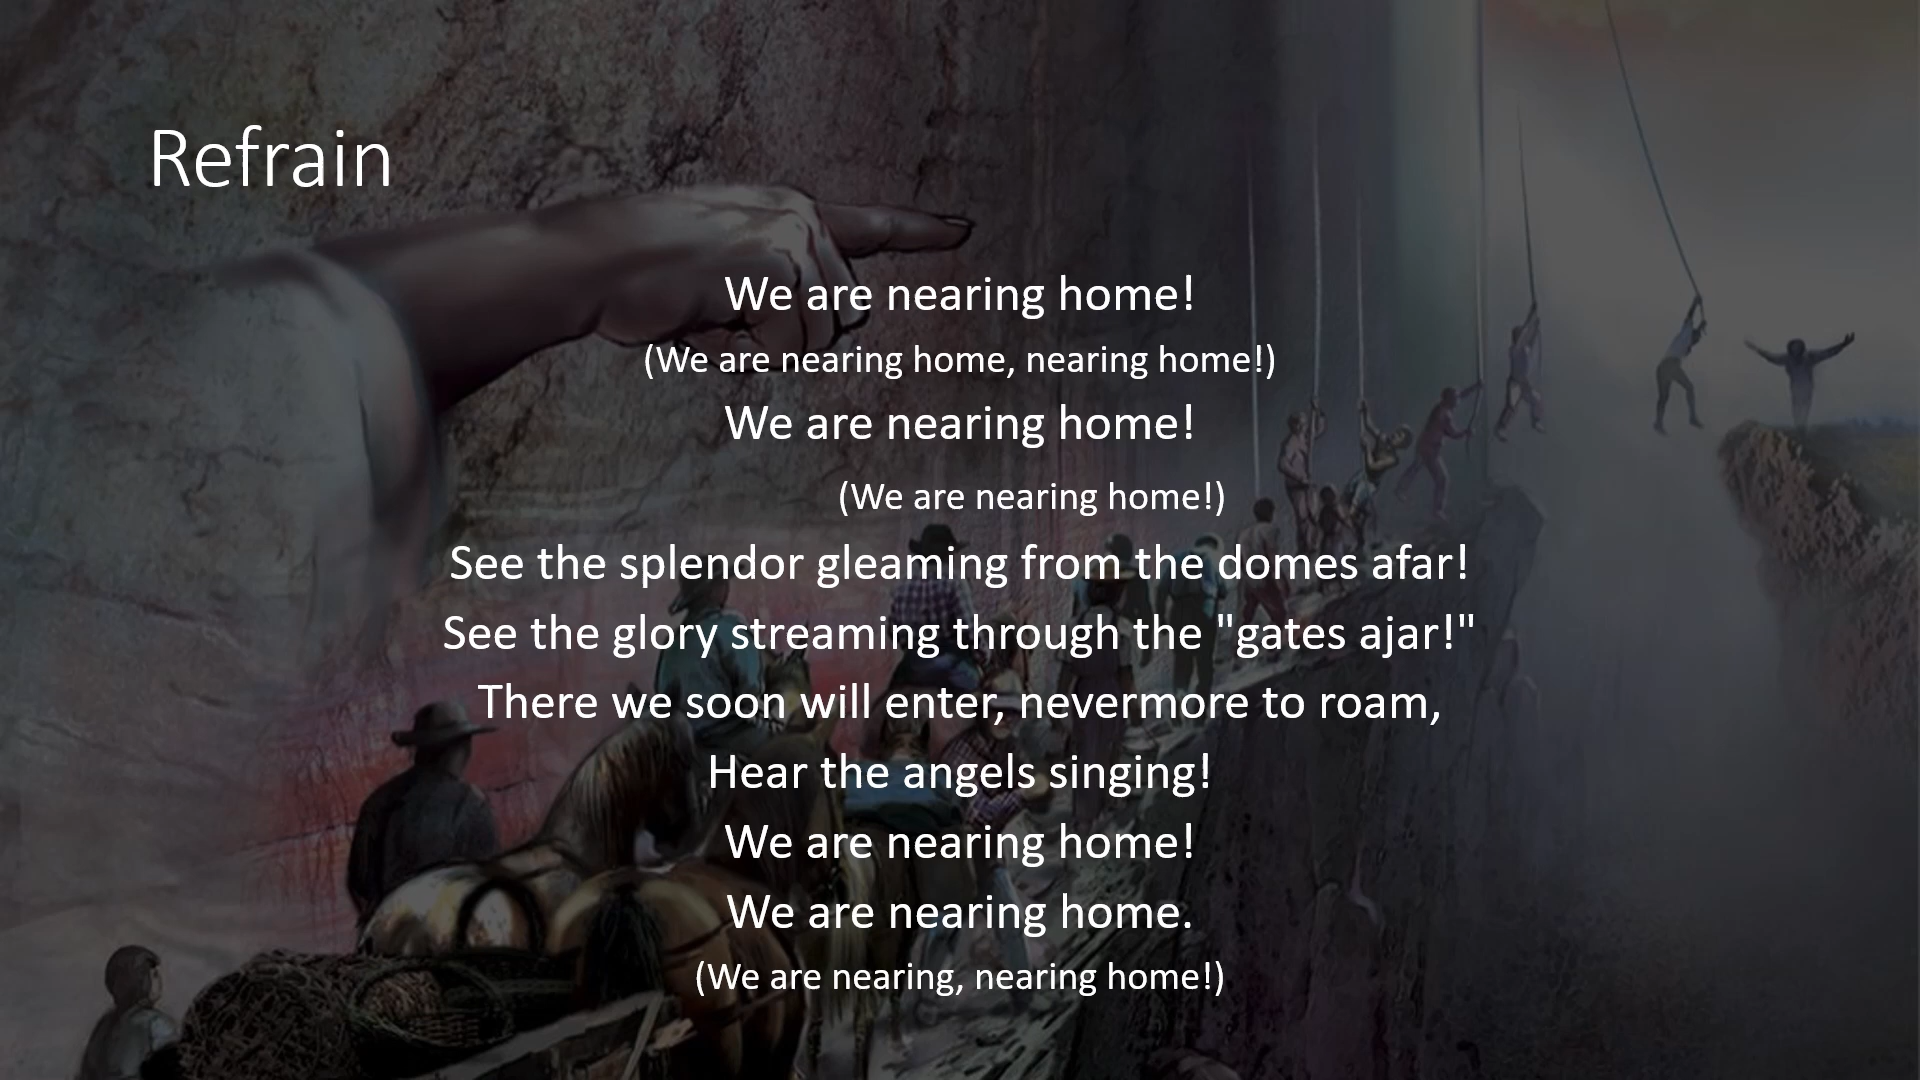 Refrain
We are nearing home!
(We are nearing home, nearing home!)
We are nearing home!
(We are nearing home!)
See the splendor gleaming from the domes afar!
See the glory streaming through the "gates ajar!"
There we soon will enter, nevermore to roam,
Hear the angels singing!
We are nearing home!
We are nearing home.
(We are nearing, nearing home!)